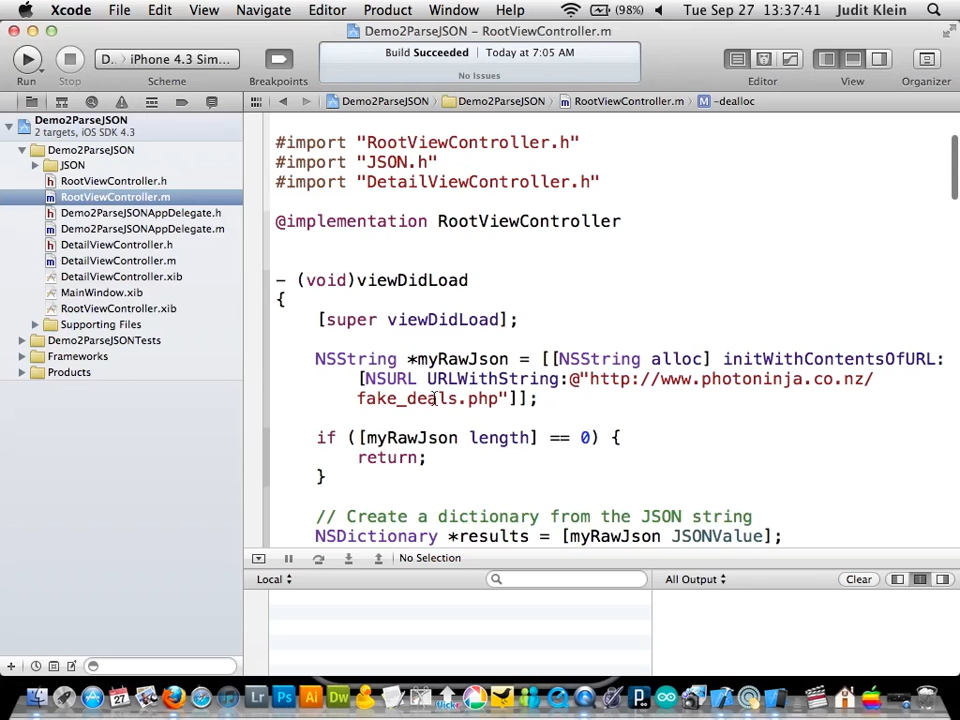 Xcode File Edit View Navigate Editor Product Window Help (98%) Tue Sep 27 13:37:41 Judit Klein
Demo2ParseJSON – RootViewController.m
D. iPhone 4.3 Sim...
Build Succeeded Today at 7:05 AM
No Issues
Run Stop Scheme Breakpoints Editor View Organizer
Demo2ParseJSON Demo2ParseJSON RootViewController.m M -dealloc
Demo2ParseJSON
2 targets, iOS SDK 4.3
Demo2ParseJSON
JSON
h RootViewController.h
m RootViewController.m
h Demo2ParseJSONAppDelegate.h
m Demo2ParseJSONAppDelegate.m
h DetailViewController.h
m DetailViewController.m
DetailViewController.xib
MainWindow.xib
RootViewController.xib
Supporting Files
Demo2ParseJSONTests
Frameworks
Products
#import "RootViewController.h"
#import "JSON.h"
#import "DetailViewController.h"
@implementation RootViewController
- (void)viewDidLoad
{
[super viewDidLoad];
NSString *myRawJson = [[NSString alloc] initWithContentsOfURL:
[NSURL URLWithString:@"http://www.photoninja.co.nz/
fake_deals.php"]];
if ([myRawJson length] == 0) {
return;
}
// Create a dictionary from the JSON string
NSDictionary *results = [myRawJson JSONValue];
No Selection
Local All Output Clear
27 Lr Ps Ai Dw flickr P